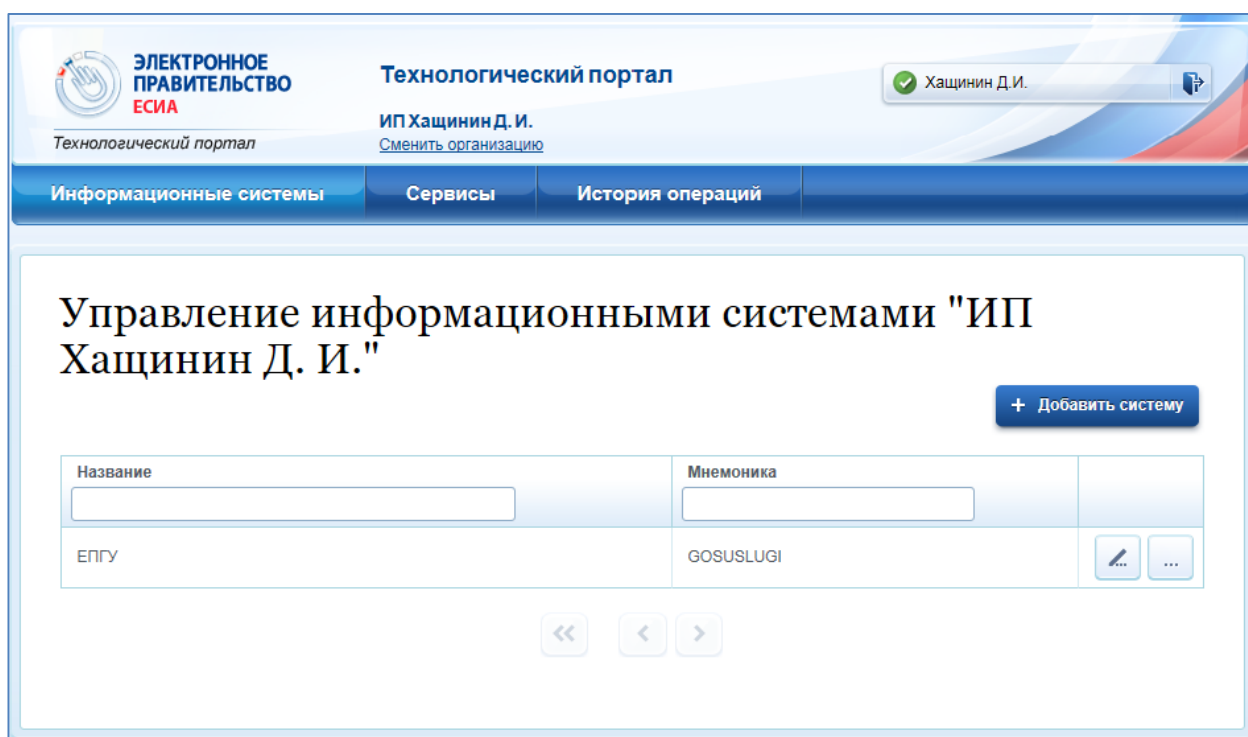 ЭЛЕКТРОННОЕ
ПРАВИТЕЛЬСТВО
ЕСИА
Технологический портал
Технологический портал
ИП Хащинин Д. И.
Сменить организацию
Хащинин Д.И.
Информационные системы
Сервисы
История операций
Управление информационными системами "ИП
Хащинин Д. И."
+ Добавить систему
Название
Мнемоника
ЕПГУ
GOSUSLUGI
...